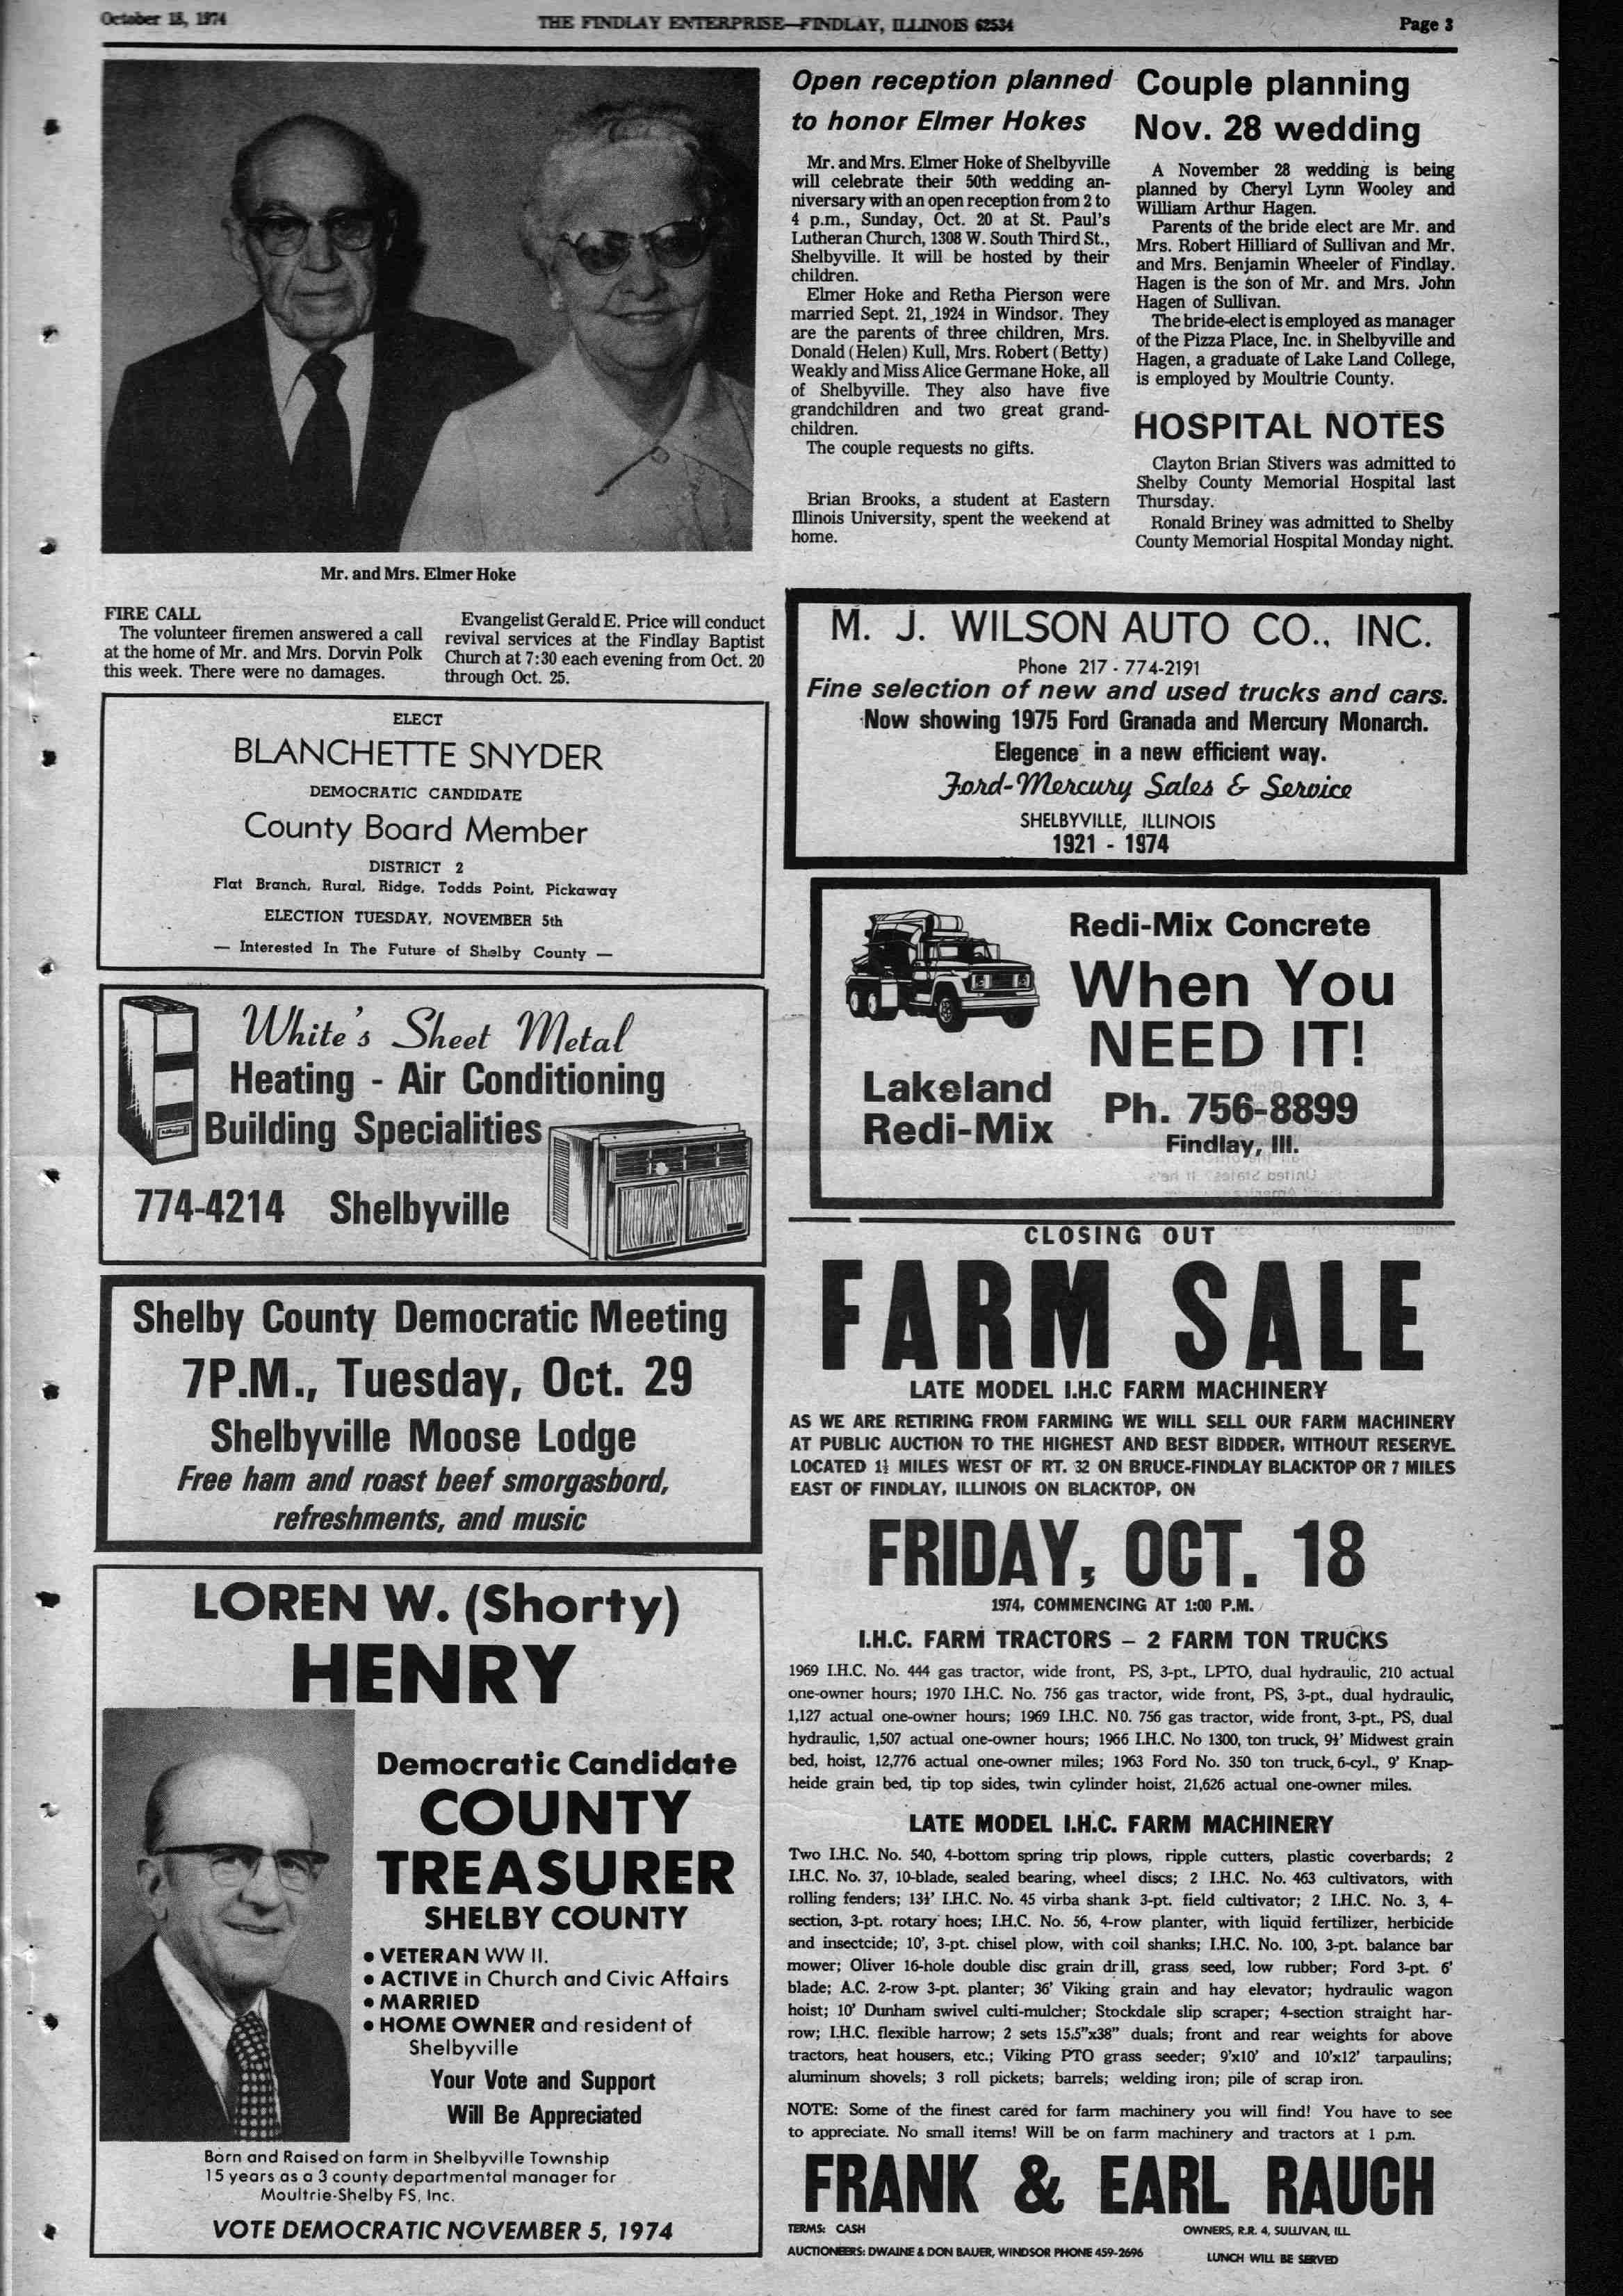 October 18, 1974
THE FINDLAY ENTERPRISE—FINDLAY, ILLINOIS 62534
Page 3
Mr. and Mrs. Elmer Hoke
Open reception planned
to honor Elmer Hokes
Mr. and Mrs. Elmer Hoke of Shelbyville
will celebrate their 50th wedding an-
niversary with an open reception from 2 to
4 p.m., Sunday, Oct. 20 at St. Paul's
Lutheran Church, 1308 W. South Third St.,
Shelbyville. It will be hosted by their
children.
Elmer Hoke and Retha Pierson were
married Sept. 21, 1924 in Windsor. They
are the parents of three children, Mrs.
Donald (Helen) Kull, Mrs. Robert (Betty)
Weakly and Miss Alice Germane Hoke, all
of Shelbyville. They also have five
grandchildren and two great grand-
children.
The couple requests no gifts.
Brian Brooks, a student at Eastern
Illinois University, spent the weekend at
home.
Couple planning
Nov. 28 wedding
A November 28 wedding is being
planned by Cheryl Lynn Wooley and
William Arthur Hagen.
Parents of the bride elect are Mr. and
Mrs. Robert Hilliard of Sullivan and Mr.
and Mrs. Benjamin Wheeler of Findlay.
Hagen is the son of Mr. and Mrs. John
Hagen of Sullivan.
The bride-elect is employed as manager
of the Pizza Place, Inc. in Shelbyville and
Hagen, a graduate of Lake Land College,
is employed by Moultrie County.
HOSPITAL NOTES
Clayton Brian Stivers was admitted to
Shelby County Memorial Hospital last
Thursday.
Ronald Briney was admitted to Shelby
County Memorial Hospital Monday night.
FIRE CALL
The volunteer firemen answered a call
at the home of Mr. and Mrs. Dorvin Polk
this week. There were no damages.
Evangelist Gerald E. Price will conduct
revival services at the Findlay Baptist
Church at 7:30 each evening from Oct. 20
through Oct. 25.
ELECT
BLANCHETTE SNYDER
DEMOCRATIC CANDIDATE
County Board Member
DISTRICT 2
Flat Branch, Rural, Ridge, Todds Point, Pickaway
ELECTION TUESDAY, NOVEMBER 5th
— Interested In The Future of Shelby County —
White's Sheet Metal
Heating - Air Conditioning
Building Specialities
774-4214 Shelbyville
Shelby County Democratic Meeting
7P.M., Tuesday, Oct. 29
Shelbyville Moose Lodge
Free ham and roast beef smorgasbord,
refreshments, and music
LOREN W. (Shorty)
HENRY
Democratic Candidate
COUNTY
TREASURER
SHELBY COUNTY
• VETERAN WW II.
• ACTIVE in Church and Civic Affairs
• MARRIED
• HOME OWNER and resident of
Shelbyville
Your Vote and Support
Will Be Appreciated
Born and Raised on farm in Shelbyville Township
15 years as a 3 county departmental manager for
Moultrie-Shelby FS, Inc.
VOTE DEMOCRATIC NOVEMBER 5, 1974
M. J. WILSON AUTO CO., INC.
Phone 217 - 774-2191
Fine selection of new and used trucks and cars.
Now showing 1975 Ford Granada and Mercury Monarch.
Elegence in a new efficient way.
Ford-Mercury Sales & Service
SHELBYVILLE, ILLINOIS
1921 - 1974
Redi-Mix Concrete
When You
NEED IT!
Lakeland
Redi-Mix
Ph. 756-8899
Findlay, Ill.
CLOSING OUT
FARM SALE
LATE MODEL I.H.C FARM MACHINERY
AS WE ARE RETIRING FROM FARMING WE WILL SELL OUR FARM MACHINERY
AT PUBLIC AUCTION TO THE HIGHEST AND BEST BIDDER, WITHOUT RESERVE.
LOCATED 1½ MILES WEST OF RT. 32 ON BRUCE-FINDLAY BLACKTOP OR 7 MILES
EAST OF FINDLAY, ILLINOIS ON BLACKTOP, ON
FRIDAY, OCT. 18
1974, COMMENCING AT 1:00 P.M.
I.H.C. FARM TRACTORS – 2 FARM TON TRUCKS
1969 I.H.C. No. 444 gas tractor, wide front, PS, 3-pt., LPTO, dual hydraulic, 210 actual
one-owner hours; 1970 I.H.C. No. 756 gas tractor, wide front, PS, 3-pt., dual hydraulic,
1,127 actual one-owner hours; 1969 I.H.C. NO. 756 gas tractor, wide front, 3-pt., PS, dual
hydraulic, 1,507 actual one-owner hours; 1966 I.H.C. No 1300, ton truck, 9½' Midwest grain
bed, hoist, 12,776 actual one-owner miles; 1963 Ford No. 350 ton truck, 6-cyl., 9' Knap-
heide grain bed, tip top sides, twin cylinder hoist, 21,626 actual one-owner miles.
LATE MODEL I.H.C. FARM MACHINERY
Two I.H.C. No. 540, 4-bottom spring trip plows, ripple cutters, plastic coverbards; 2
I.H.C. No. 37, 10-blade, sealed bearing, wheel discs; 2 I.H.C. No. 463 cultivators, with
rolling fenders; 13½' I.H.C. No. 45 virba shank 3-pt. field cultivator; 2 I.H.C. No. 3, 4-
section, 3-pt. rotary hoes; I.H.C. No. 56, 4-row planter, with liquid fertilizer, herbicide
and insectcide; 10', 3-pt. chisel plow, with coil shanks; I.H.C. No. 100, 3-pt. balance bar
mower; Oliver 16-hole double disc grain drill, grass seed, low rubber; Ford 3-pt. 6'
blade; A.C. 2-row 3-pt. planter; 36' Viking grain and hay elevator; hydraulic wagon
hoist; 10' Dunham swivel culti-mulcher; Stockdale slip scraper; 4-section straight har-
row; I.H.C. flexible harrow; 2 sets 15.5"x38" duals; front and rear weights for above
tractors, heat housers, etc.; Viking PTO grass seeder; 9'x10' and 10'x12' tarpaulins;
aluminum shovels; 3 roll pickets; barrels; welding iron; pile of scrap iron.
NOTE: Some of the finest cared for farm machinery you will find! You have to see
to appreciate. No small items! Will be on farm machinery and tractors at 1 p.m.
FRANK & EARL RAUCH
TERMS: CASH
OWNERS, R.R. 4, SULLIVAN, ILL.
AUCTIONEERS: DWAINE & DON BAUER, WINDSOR PHONE 459-2696
LUNCH WILL BE SERVED